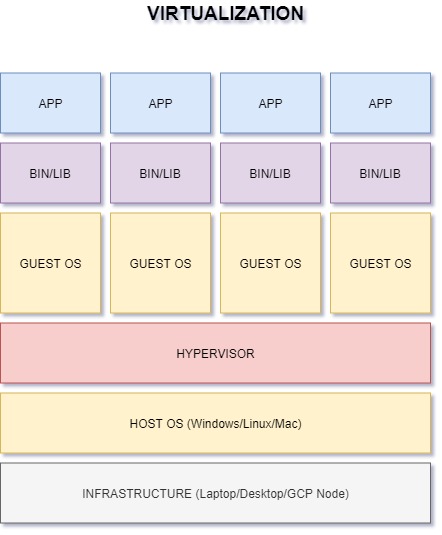 VIRTUALIZATION
APP APP APP APP
BIN/LIB BIN/LIB BIN/LIB BIN/LIB
GUEST OS GUEST OS GUEST OS GUEST OS
HYPERVISOR
HOST OS (Windows/Linux/Mac)
INFRASTRUCTURE (Laptop/Desktop/GCP Node)